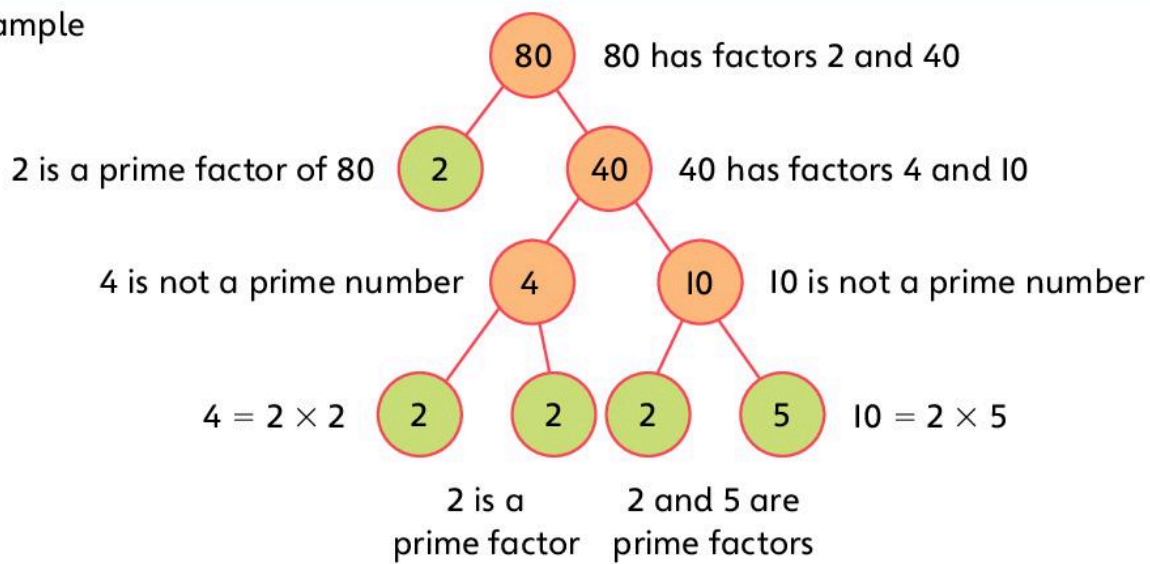 80 80 has factors 2 and 40
2 is a prime factor of 80 2 40 40 has factors 4 and 10
4 is not a prime number 4 10 10 is not a prime number
4 = 2 × 2 2 2 2 5 10 = 2 × 5
2 is a 2 and 5 are
prime factor prime factors